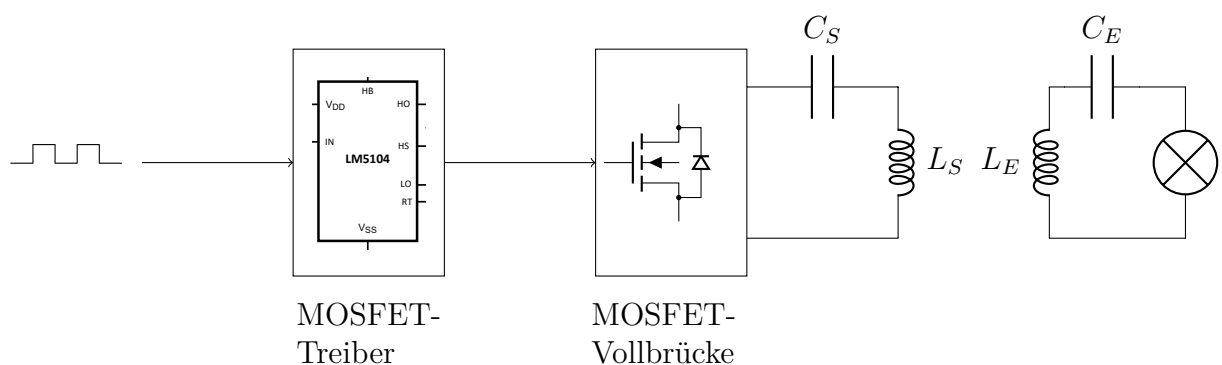 C_S
C_E
HB
V_DD
HO
IN
LM5104
HS
L_S
L_E
LO
RT
V_SS
MOSFET-
Treiber
MOSFET-
Vollbrücke